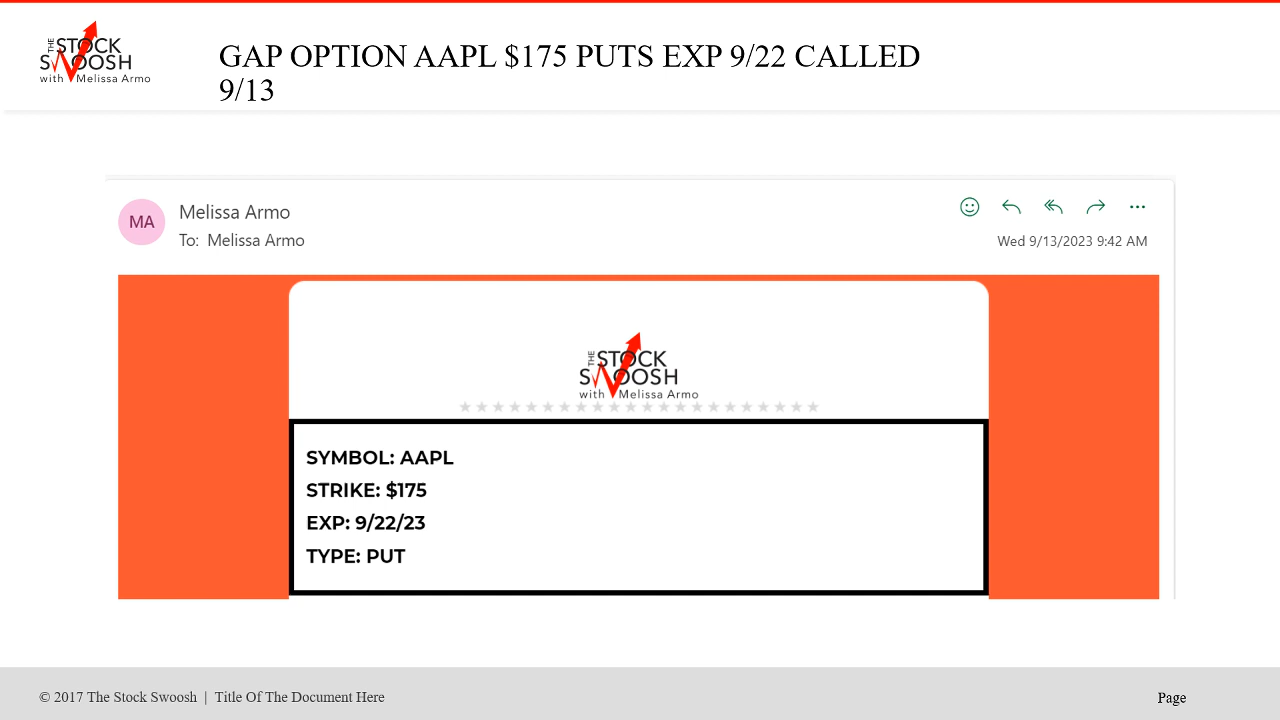 THE
STOCK
SWOOSH
with Melissa Armo
GAP OPTION AAPL $175 PUTS EXP 9/22 CALLED
9/13
MA
Melissa Armo
To: Melissa Armo
Wed 9/13/2023 9:42 AM
THE
STOCK
SWOOSH
with Melissa Armo
SYMBOL: AAPL
STRIKE: $175
EXP: 9/22/23
TYPE: PUT
© 2017 The Stock Swoosh | Title Of The Document Here
Page